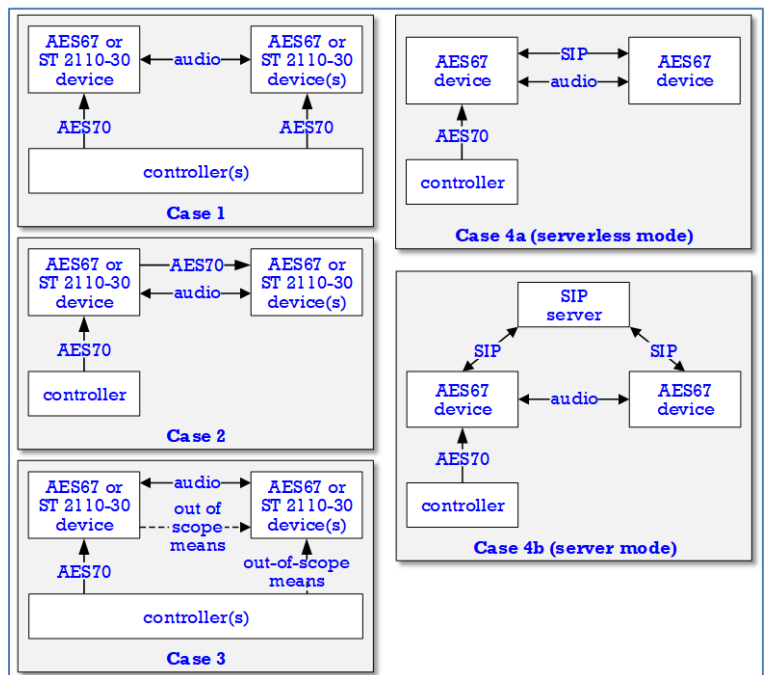 AES67 or
ST 2110-30
device
audio
AES67 or
ST 2110-30
device(s)
AES70
AES70
controller(s)
Case 1
AES67 or
ST 2110-30
device
AES70
audio
AES67 or
ST 2110-30
device(s)
AES70
controller
Case 2
AES67 or
ST 2110-30
device
audio
out of
scope
means
AES67 or
ST 2110-30
device(s)
AES70
out-of-scope
means
controller(s)
Case 3
AES67
device
SIP
audio
AES67
device
AES70
controller
Case 4a (serverless mode)
SIP
server
SIP
SIP
AES67
device
audio
AES67
device
AES70
controller
Case 4b (server mode)